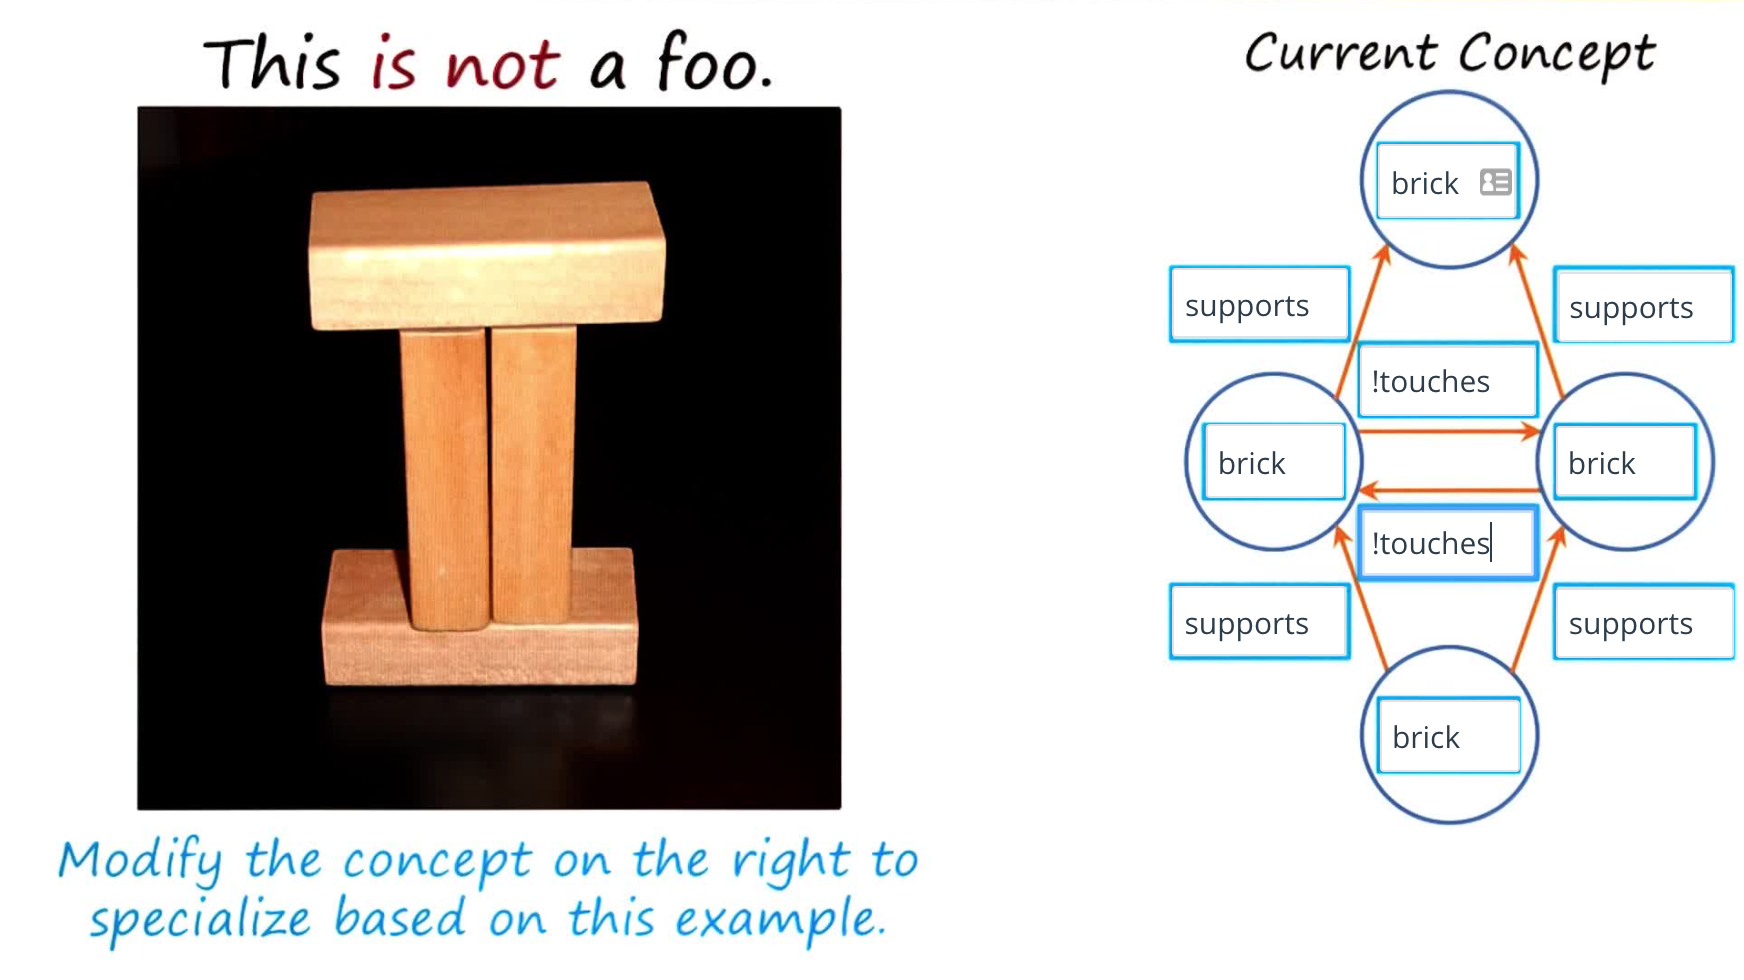 This is not a foo.
Current Concept
brick
supports
supports
!touches
brick
brick
!touches
supports
supports
brick
Modify the concept on the right to
specialize based on this example.